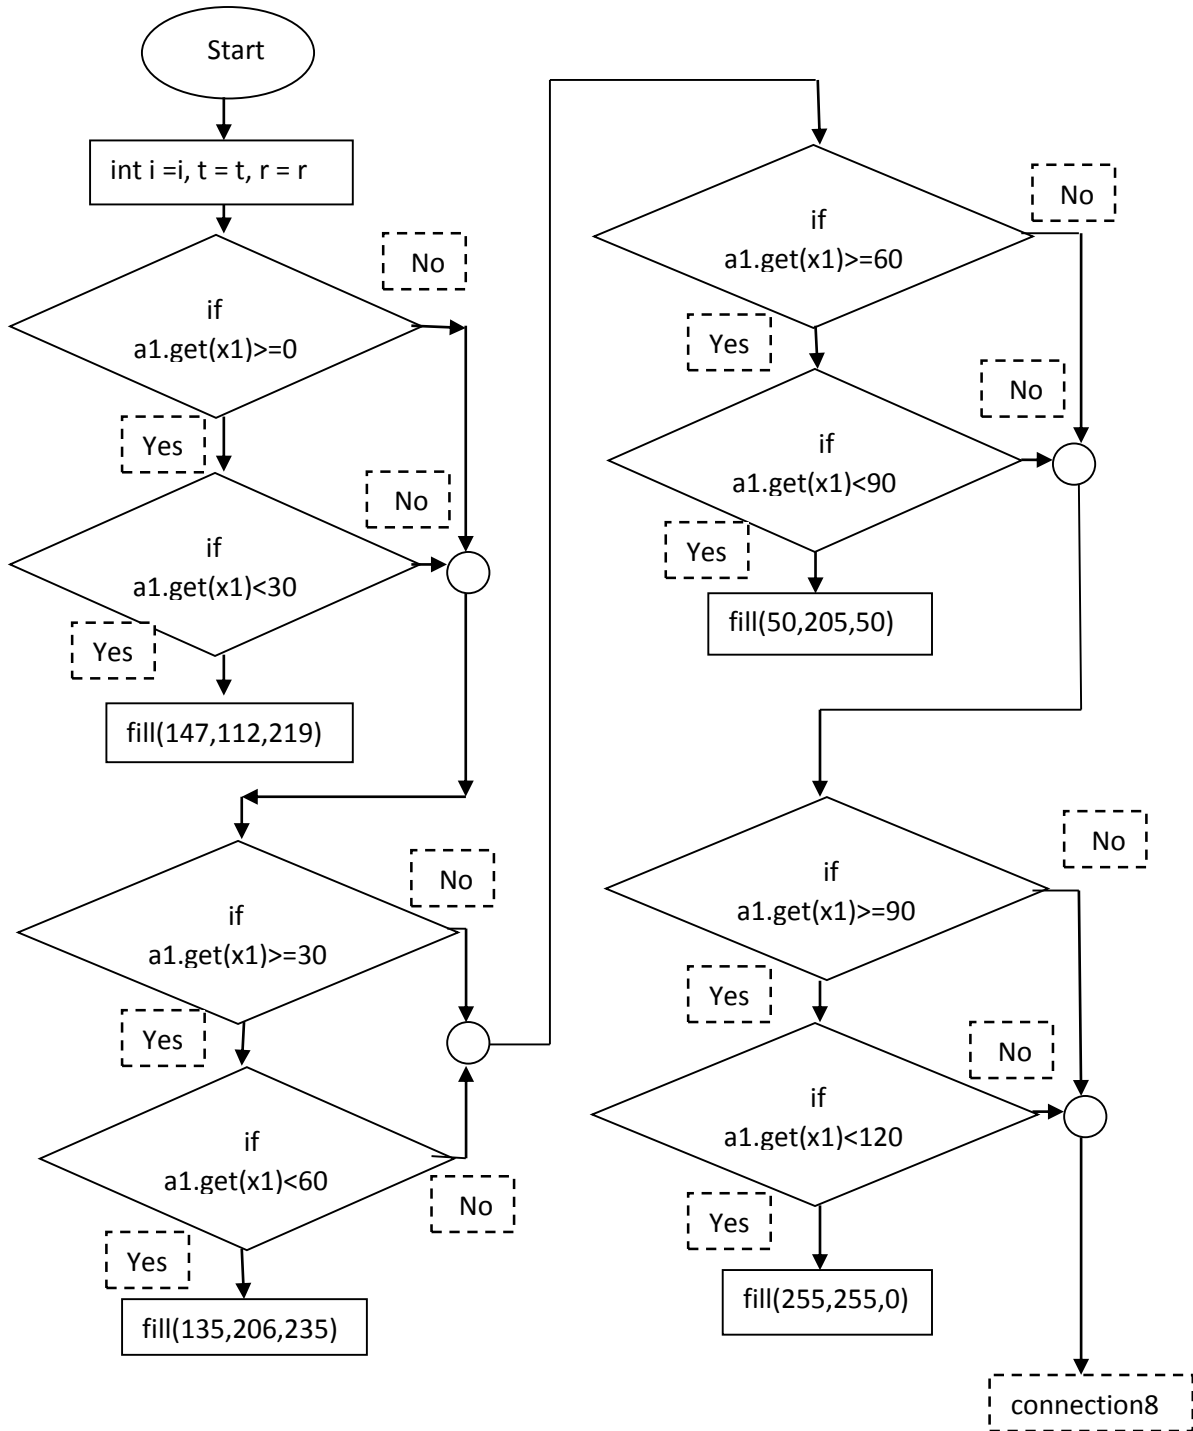 Start
int i =i, t = t, r = r
No
if
a1.get(x1)>=0
Yes
No
if
a1.get(x1)<30
Yes
fill(147,112,219)
No
if
a1.get(x1)>=30
Yes
if
a1.get(x1)<60
No
Yes
fill(135,206,235)
No
if
a1.get(x1)>=60
Yes
No
if
a1.get(x1)<90
Yes
fill(50,205,50)
No
if
a1.get(x1)>=90
Yes
No
if
a1.get(x1)<120
Yes
fill(255,255,0)
connection8